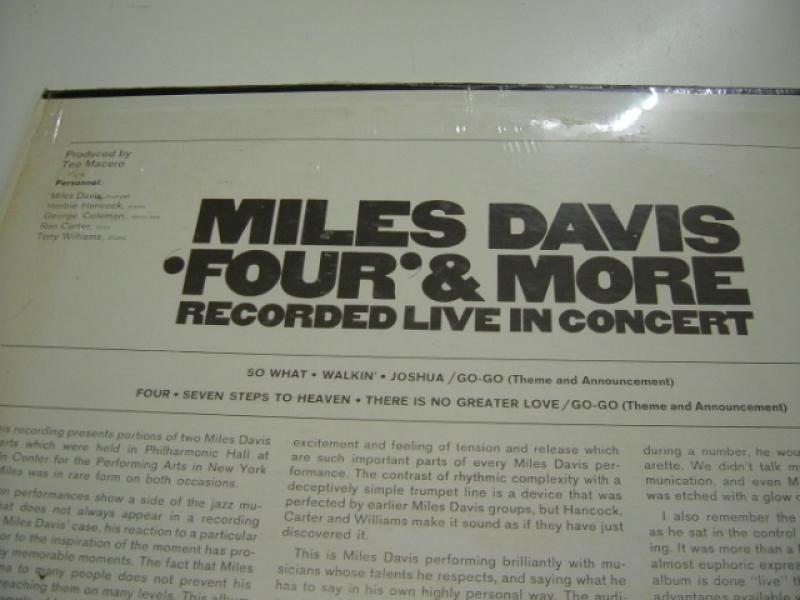 Produced by
Teo Macero
Personnel:
Miles Davis, trumpet
Herbie Hancock, piano
George Coleman, tenor sax
Ron Carter, bass
Tony Williams, drums
MILES DAVIS
'FOUR' & MORE
RECORDED LIVE IN CONCERT
SO WHAT • WALKIN' • JOSHUA / GO-GO (Theme and Announcement)
FOUR • SEVEN STEPS TO HEAVEN • THERE IS NO GREATER LOVE / GO-GO (Theme and Announcement)
is recording presents portions of two Miles Davis
erts which were held in Philharmonic Hall at
ln Center for the Performing Arts in New York
Miles was in rare form on both occasions.
n performances show a side of the jazz mu-
at does not always appear in a recording
Miles Davis' case, his reaction to a particular
or to the inspiration of the moment has pro-
y memorable moments. The fact that Miles
ma to many people does not prevent his
reaching them on many levels. This album
excitement and feeling of tension and release which
are such important parts of every Miles Davis per-
formance. The contrast of rhythmic complexity with a
deceptively simple trumpet line is a device that was
perfected by earlier Miles Davis groups, but Hancock,
Carter and Williams make it sound as if they have just
discovered it.
This is Miles Davis performing brilliantly with mu-
sicians whose talents he respects, and saying what he
has to say in his own highly personal way. The audi-
during a number, he wou
arette. We didn't talk m
munication, and even M
was etched with a glow o
I also remember the
as he sat in the control
ing. It was more than a
almost euphoric expre
album is done "live" th
advantages available